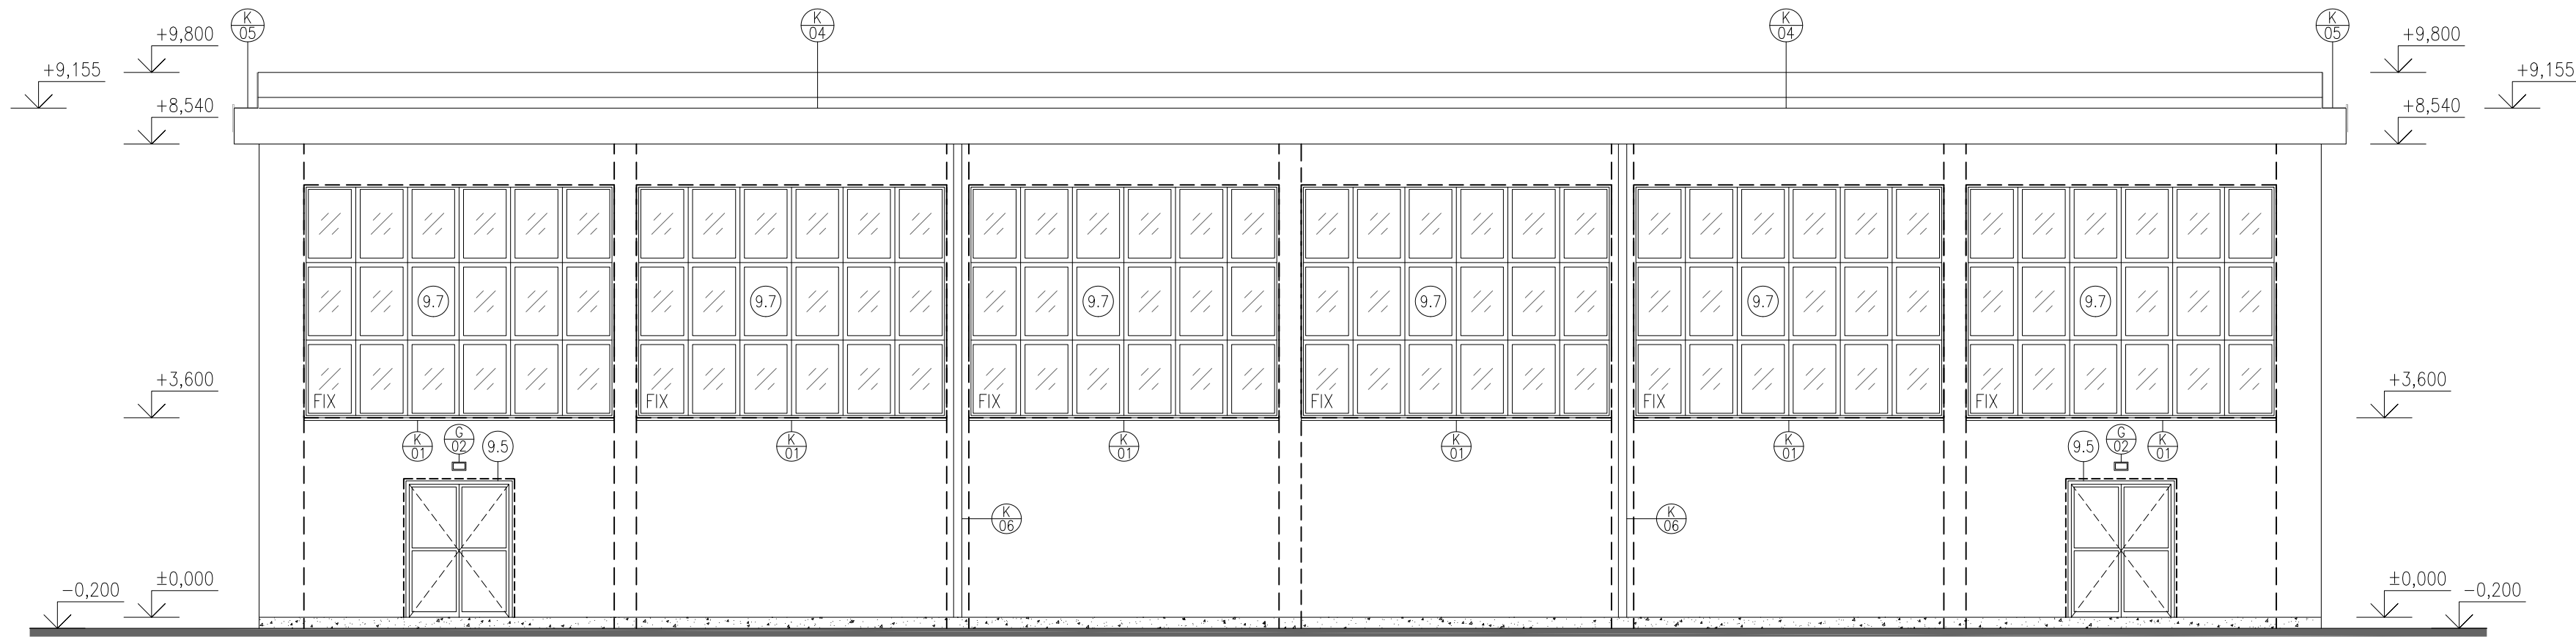 K
05
K
04
K
04
K
05
+9,800
+9,800
+9,155
+9,155
+8,540
+8,540
9.7
9.7
9.7
9.7
9.7
9.7
+3,600
+3,600
FIX
FIX
FIX
FIX
FIX
FIX
K
01
G
02
9.5
K
01
K
01
K
01
K
01
9.5
G
02
K
01
K
06
K
06
-0,200
±0,000
±0,000
-0,200